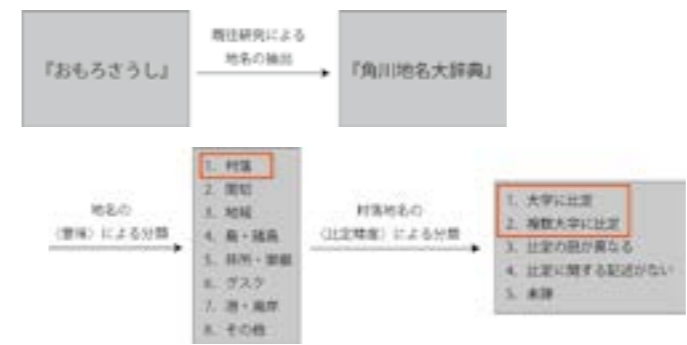 『おもろさうし』
既往研究による
地名の抽出
『角川地名大辞典』
地名の
〈意味〉による分類
1. 村落
2. 間切
3. 地域
4. 島・諸島
5. 拝所・御嶽
6. グスク
7. 港・海岸
8. その他
村落地名の
〈比定精度〉による分類
1. 大字に比定
2. 複数大字に比定
3. 比定の説が異なる
4. 比定に関する記述がない
5. 未詳